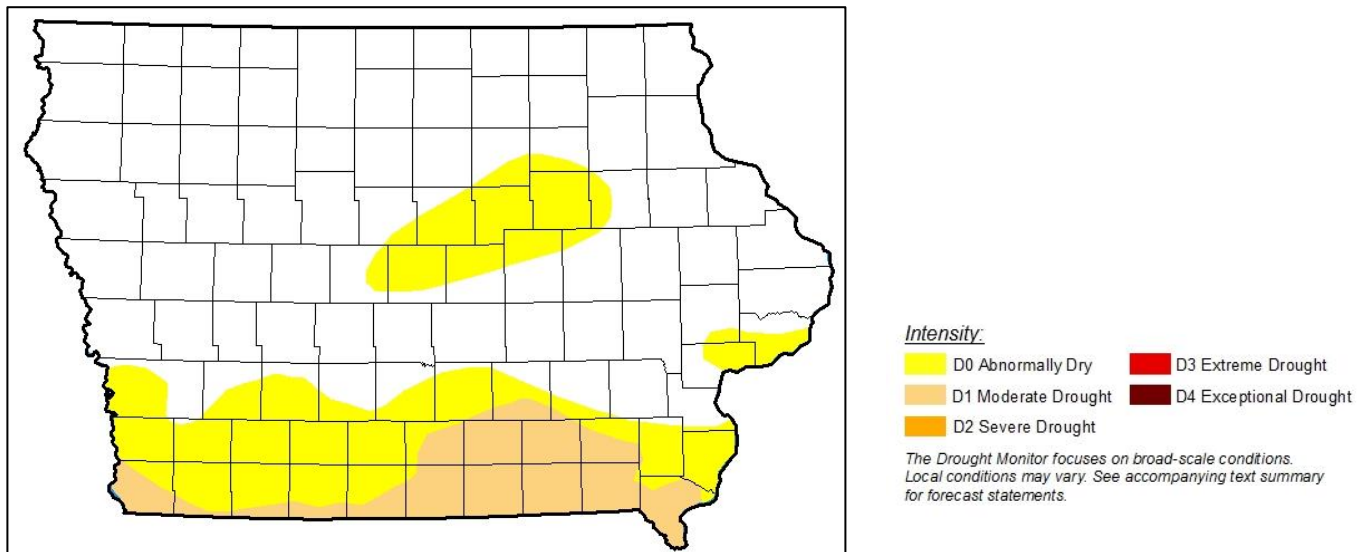 Intensity:
D0 Abnormally Dry
D1 Moderate Drought
D2 Severe Drought
D3 Extreme Drought
D4 Exceptional Drought
The Drought Monitor focuses on broad-scale conditions.
Local conditions may vary. See accompanying text summary
for forecast statements.